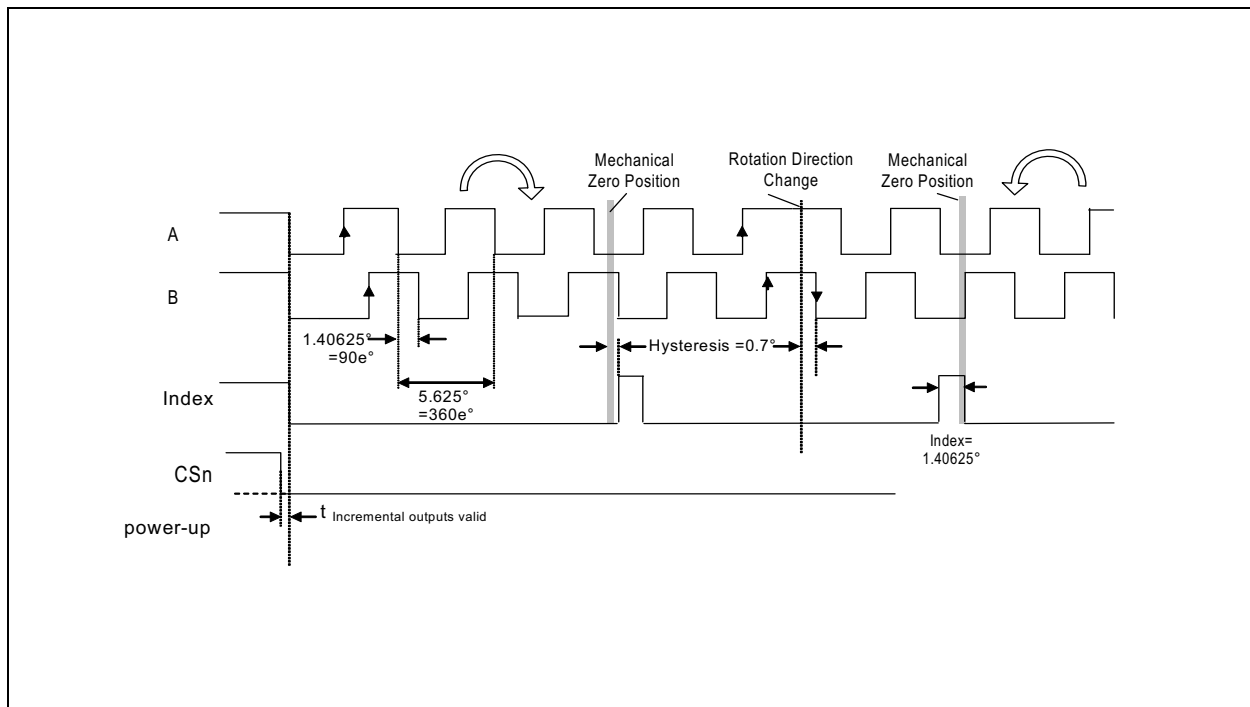 Mechanical
Zero Position
Rotation Direction
Change
Mechanical
Zero Position
A
B
1.40625°
=90e°
Hysteresis =0.7°
Index
5.625°
=360e°
Index=
1.40625°
CSn
t Incremental outputs valid
power-up